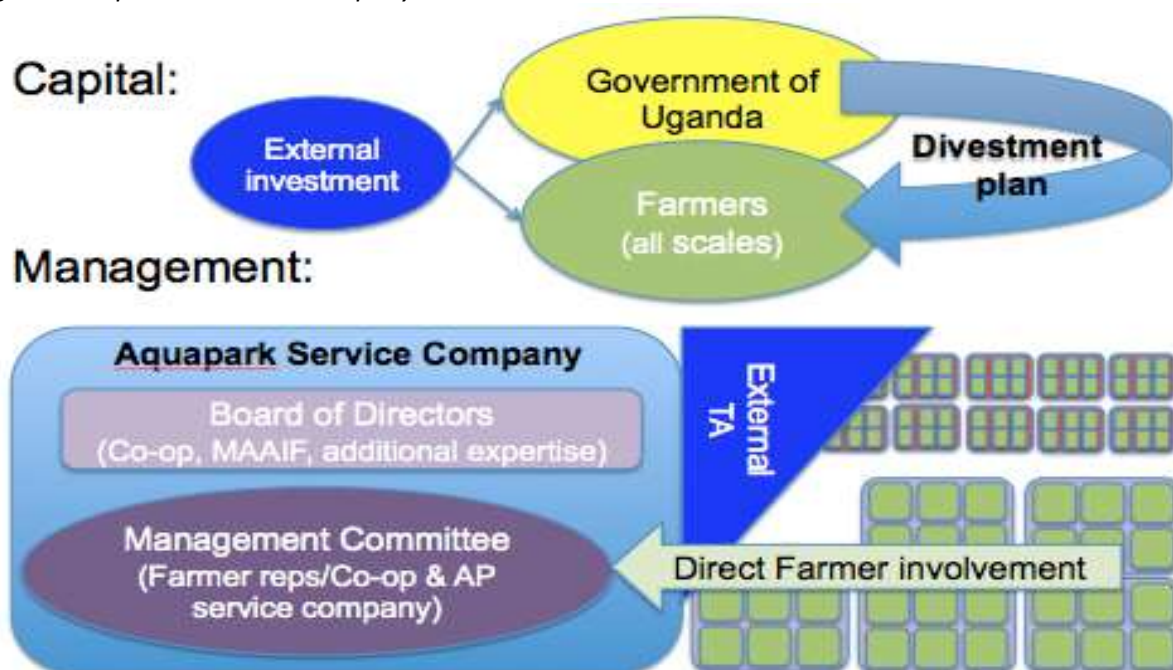 Capital:
Government of
Uganda
External
investment
Divestment
plan
Farmers
(all scales)
Management:
Aquapark Service Company
Board of Directors
(Co-op, MAAIF, additional expertise)
External
TA
Management Committee
(Farmer reps/Co-op & AP
service company)
Direct Farmer involvement